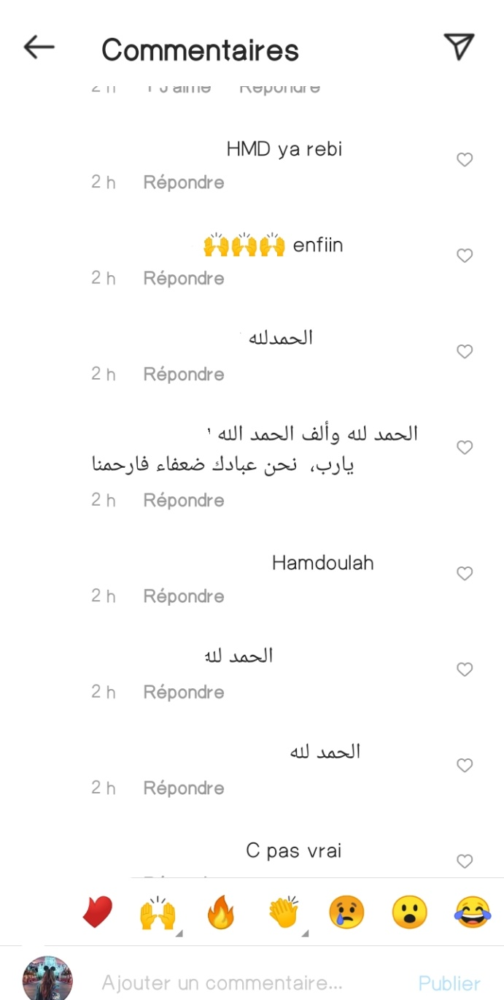 Commentaires
2 h 1 J'aime Répondre
HMD ya rebi
2 h Répondre
🙌🙌🙌 enfiin
2 h Répondre
الحمدلله
2 h Répondre
الحمد لله وألف الحمد الله
يارب، نحن عبادك ضعفاء فارحمنا
2 h Répondre
Hamdoulah
2 h Répondre
الحمد لله
2 h Répondre
الحمد لله
2 h Répondre
C pas vrai
Ajouter un commentaire... Publier